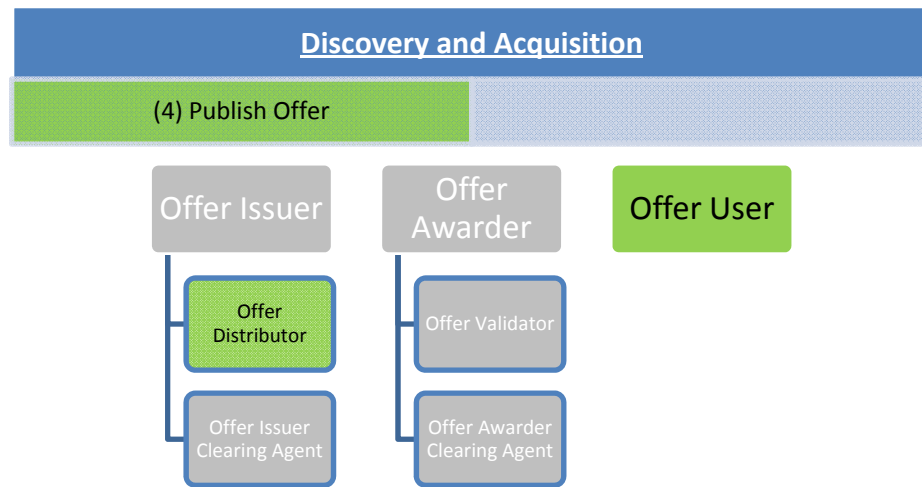 Discovery and Acquisition
(4) Publish Offer
Offer Issuer
Offer
Awarder
Offer User
Offer
Distributor
Offer Validator
Offer Issuer
Clearing Agent
Offer Awarder
Clearing Agent